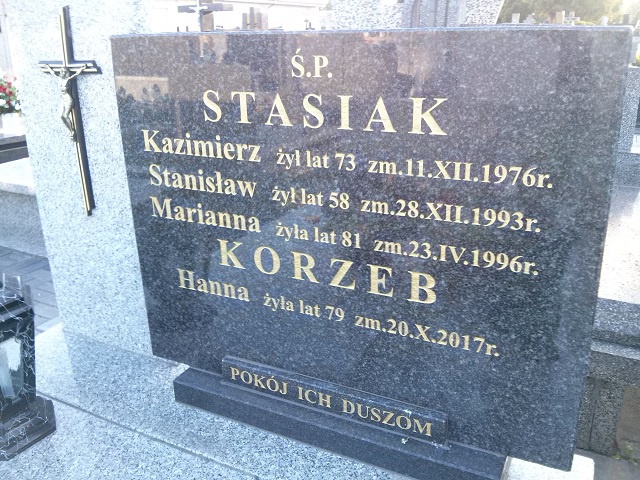 Ś.P.
STASIAK
Kazimierz żył lat 73 zm.11.XII.1976r.
Stanisław żył lat 58 zm.28.XII.1993r.
Marianna żyła lat 81 zm.23.IV.1996r.
KORZEB
Hanna żyła lat 79 zm.20.X.2017r.
POKÓJ ICH DUSZOM